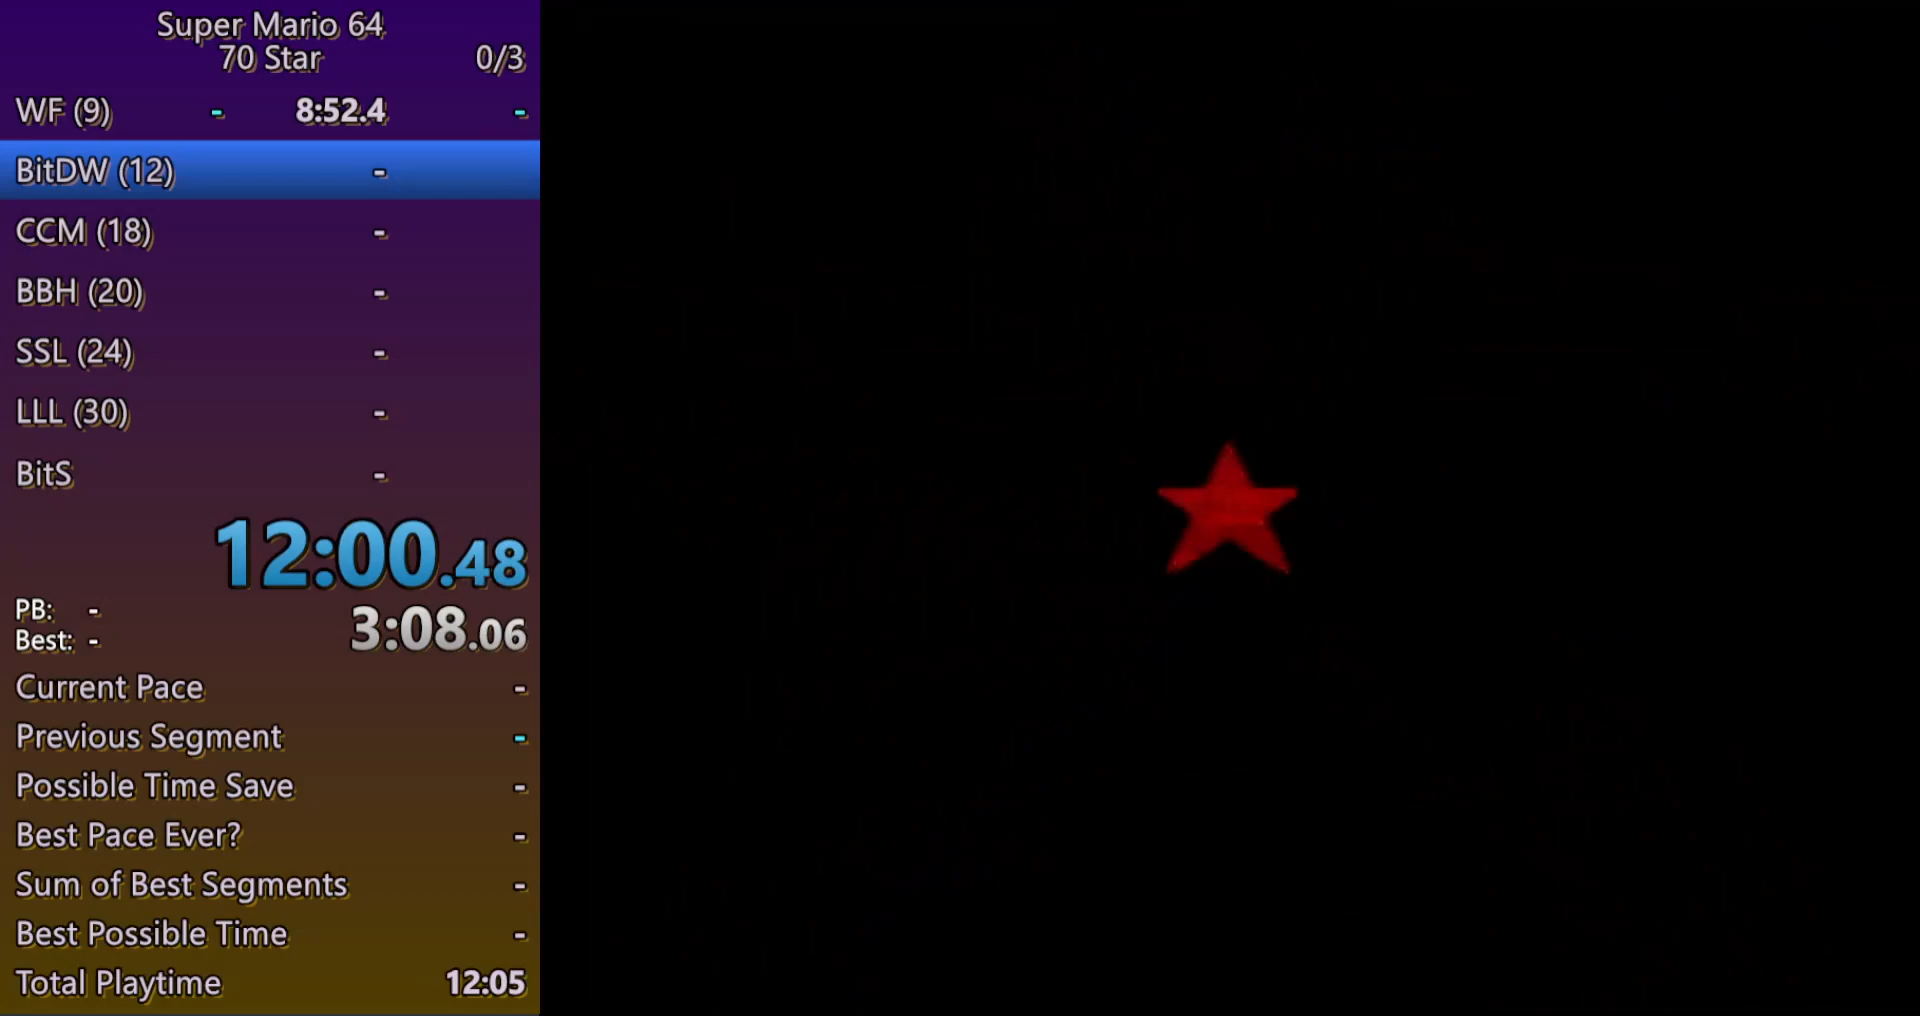 Super Mario 64
70 Star 0/3
WF (9) - 8:52.4 -
BitDW (12) -
CCM (18) -
BBH (20) -
SSL (24) -
LLL (30) -
BitS -
12:00.48
PB: - 3:08.06
Best: -
Current Pace -
Previous Segment -
Possible Time Save -
Best Pace Ever? -
Sum of Best Segments -
Best Possible Time -
Total Playtime 12:05